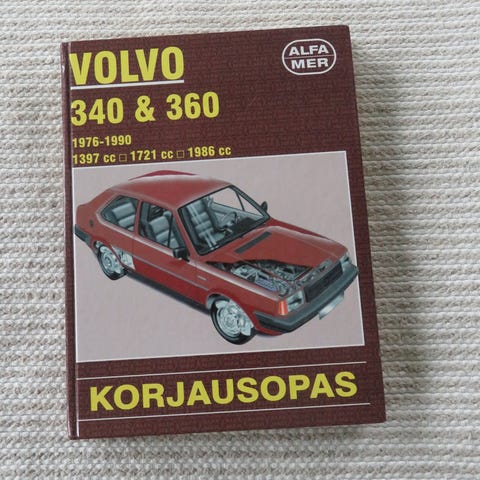 VOLVO
ALFA
MER
340 & 360
1976-1990
1397 cc □ 1721 cc □ 1986 cc
KORJAUSOPAS